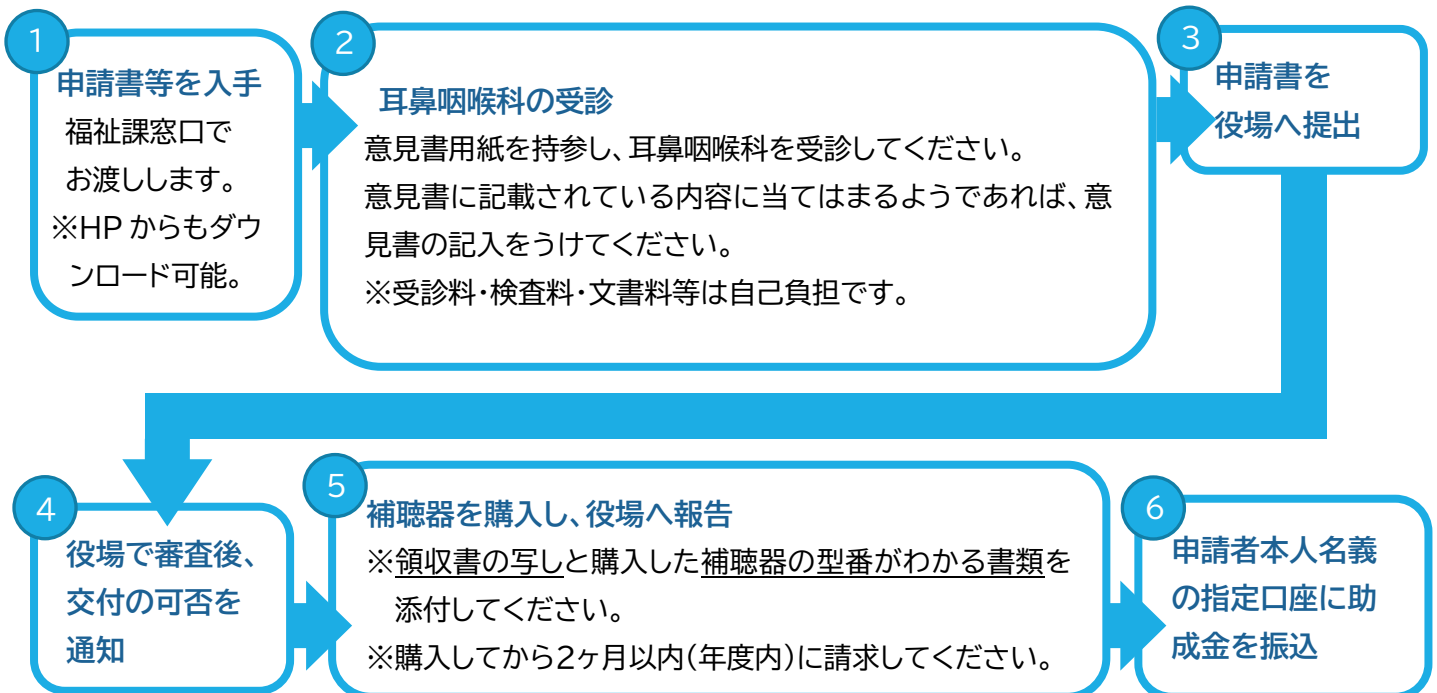 1
申請書等を入手
福祉課窓口で
お渡しします。
※HPからもダウ
ンロード可能。
2
耳鼻咽喉科の受診
意見書用紙を持参し、耳鼻咽喉科を受診してください。
意見書に記載されている内容に当てはまるようであれば、意
見書の記入をうけてください。
※受診料・検査料・文書料等は自己負担です。
3
申請書を
役場へ提出
4
役場で審査後、
交付の可否を
通知
5
補聴器を購入し、役場へ報告
※領収書の写しと購入した補聴器の型番がわかる書類を
添付してください。
※購入してから2ヶ月以内(年度内)に請求してください。
6
申請者本人名義
の指定口座に助
成金を振込